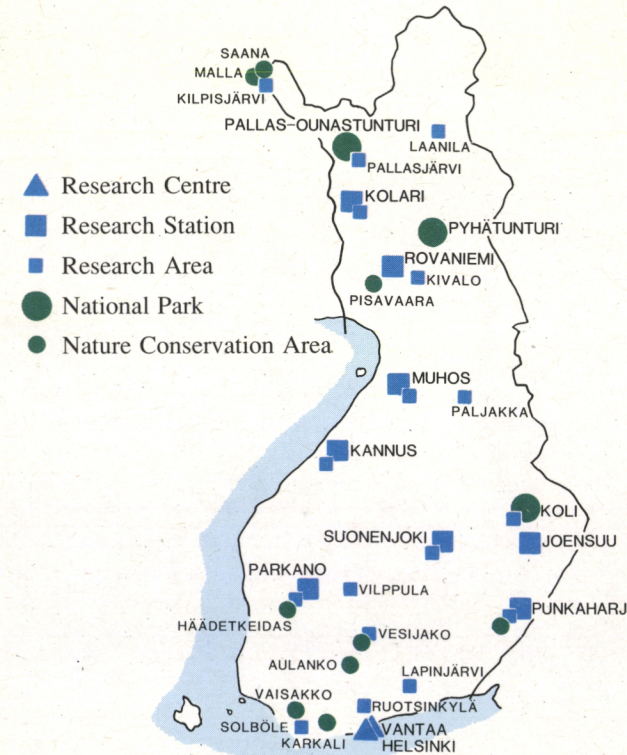 SAANA
MALLA
KILPISJÄRVI
PALLAS-OUNASTUNTURI
LAANILA
PALLASJÄRVI
Research Centre
KOLARI
Research Station
PYHÄTUNTURI
Research Area
ROVANIEMI
KIVALO
PISAVAARA
National Park
Nature Conservation Area
MUHOS
PALJAKKA
KANNUS
KOLI
SUONENJOKI
JOENSUU
PARKANO
VILPPULA
PUNKAHARJ
HÄÄDETKEIDAS
VESIJAKO
AULANKO
LAPINJÄRVI
VAISAKKO
RUOTSINKYLÄ
SOLBÖLE
VANTAA
KARKALI
HELSINKI